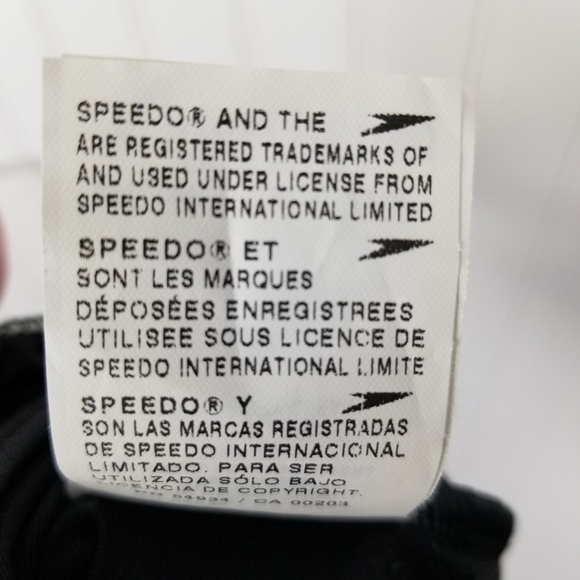 SPEEDO® AND THE
ARE REGISTERED TRADEMARKS OF
AND USED UNDER LICENSE FROM
SPEEDO INTERNATIONAL LIMITED
SPEEDO® ET
SONT LES MARQUES
DÉPOSÉES ENREGISTREES
UTILISEE SOUS LICENCE DE
SPEEDO INTERNATIONAL LIMITE
SPEEDO® Y
SON LAS MARCAS REGISTRADAS
DE SPEEDO INTERNACIONAL
LIMITADO. PARA SER
UTILIZADA SÓLO BAJO
LICENCIA DE COPYRIGHT.
/ CA 00203